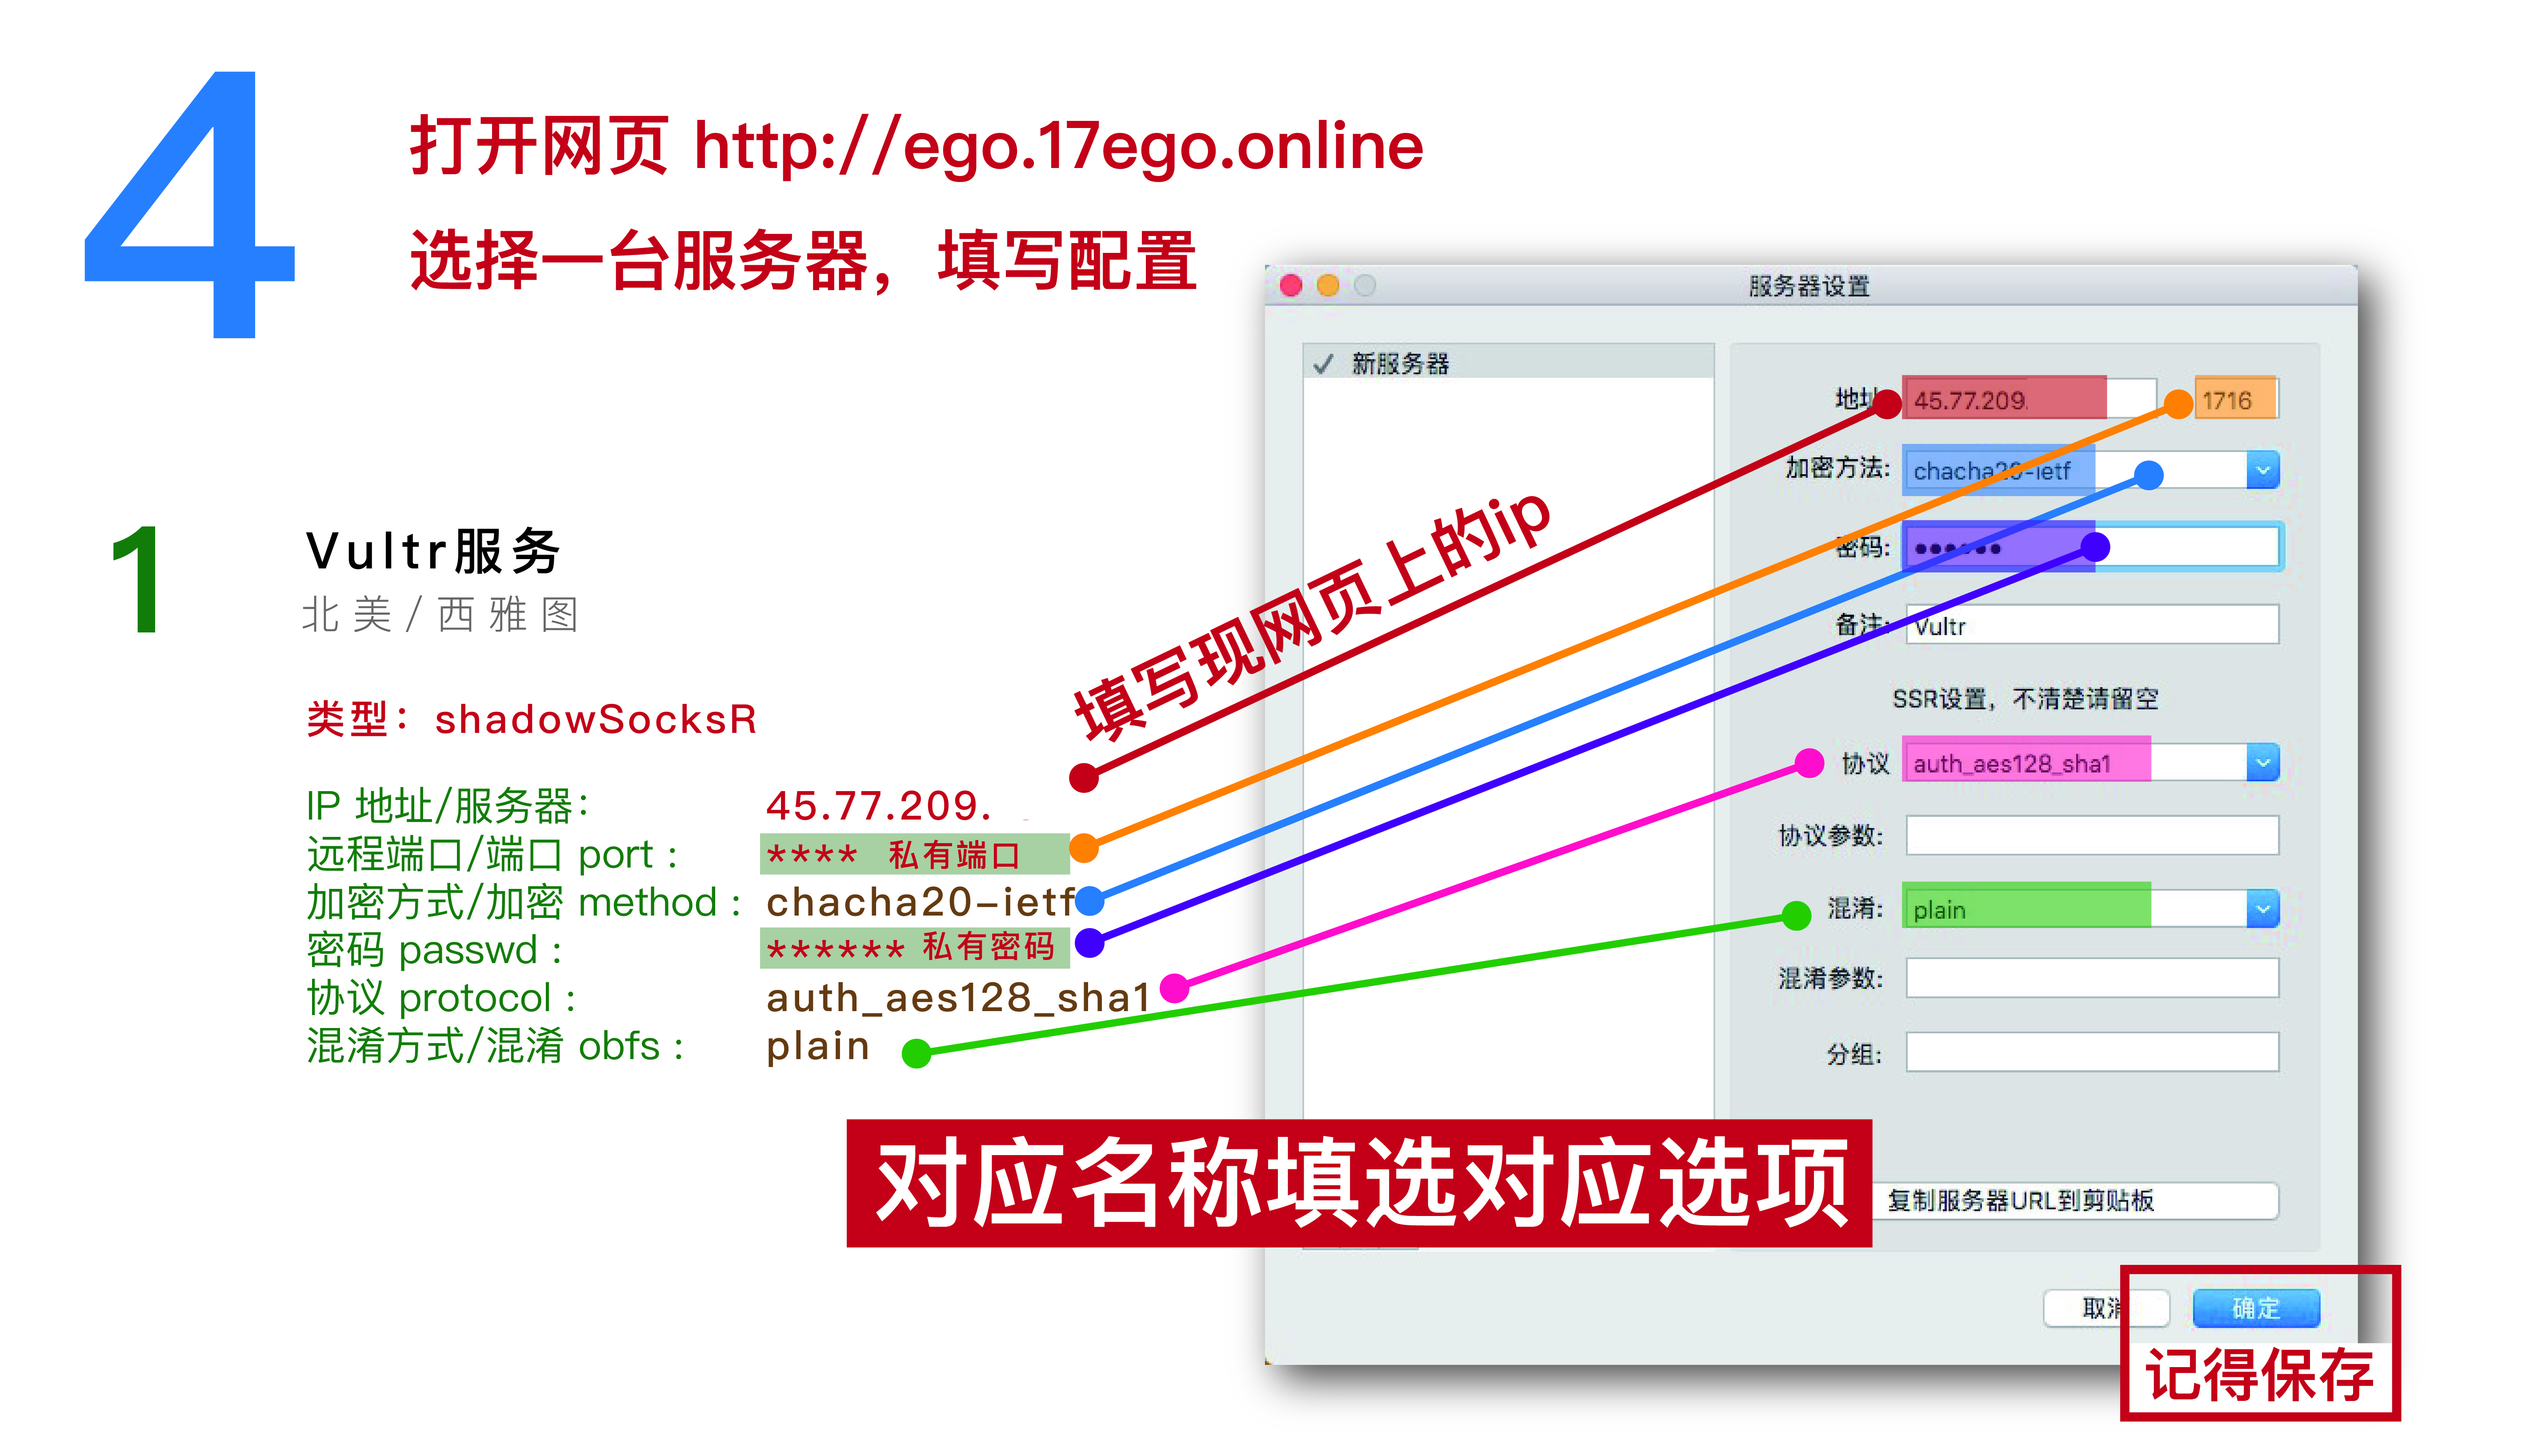 4
打开网页 http://ego.17ego.online
选择一台服务器，填写配置
1
Vultr服务
北美/西雅图
类型：shadowSocksR
IP 地址/服务器： 45.77.209.
远程端口/端口 port： **** 私有端口
加密方式/加密 method： chacha20-ietf
密码 passwd： ****** 私有密码
协议 protocol： auth_aes128_sha1
混淆方式/混淆 obfs： plain
填写现网页上的ip
服务器设置
✓ 新服务器
地址 45.77.209. 1716
加密方法: chacha20-ietf
密码: ••••••
备注: Vultr
SSR设置，不清楚请留空
协议 auth_aes128_sha1
协议参数:
混淆: plain
混淆参数:
分组:
对应名称填选对应选项
复制服务器URL到剪贴板
取消 确定
记得保存